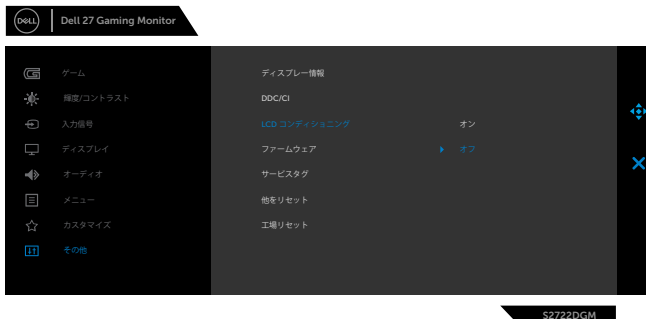 DELL
Dell 27 Gaming Monitor
ゲーム
輝度/コントラスト
入力信号
ディスプレイ
オーディオ
メニュー
カスタマイズ
その他
ディスプレー情報
DDC/CI
LCD コンディショニング
ファームウェア
サービスタグ
他をリセット
工場リセット
オン
オフ
S2722DGM